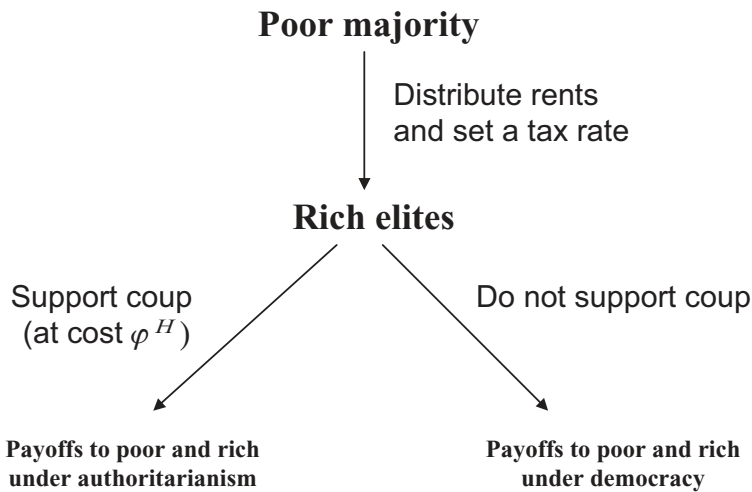 Poor majority
Distribute rents
and set a tax rate
Rich elites
Support coup
(at cost φ^H)
Do not support coup
Payoffs to poor and rich
under authoritarianism
Payoffs to poor and rich
under democracy